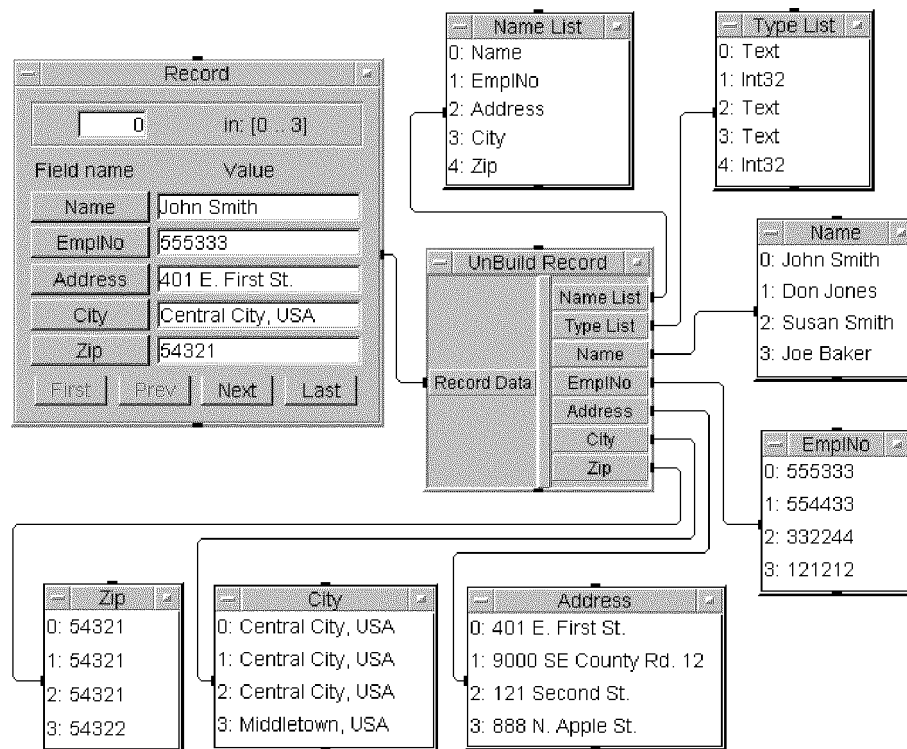 Name List
0: Name
1: EmplNo
2: Address
3: City
4: Zip
Type List
0: Text
1: Int32
2: Text
3: Text
4: Int32
Record
0 in: [0 .. 3]
Field name Value
Name John Smith
EmplNo 555333
Address 401 E. First St.
City Central City, USA
Zip 54321
First Prev Next Last
UnBuild Record
Record Data
Name List
Type List
Name
EmplNo
Address
City
Zip
Name
0: John Smith
1: Don Jones
2: Susan Smith
3: Joe Baker
EmplNo
0: 555333
1: 554433
2: 332244
3: 121212
Zip
0: 54321
1: 54321
2: 54321
3: 54322
City
0: Central City, USA
1: Central City, USA
2: Central City, USA
3: Middletown, USA
Address
0: 401 E. First St.
1: 9000 SE County Rd. 12
2: 121 Second St.
3: 888 N. Apple St.